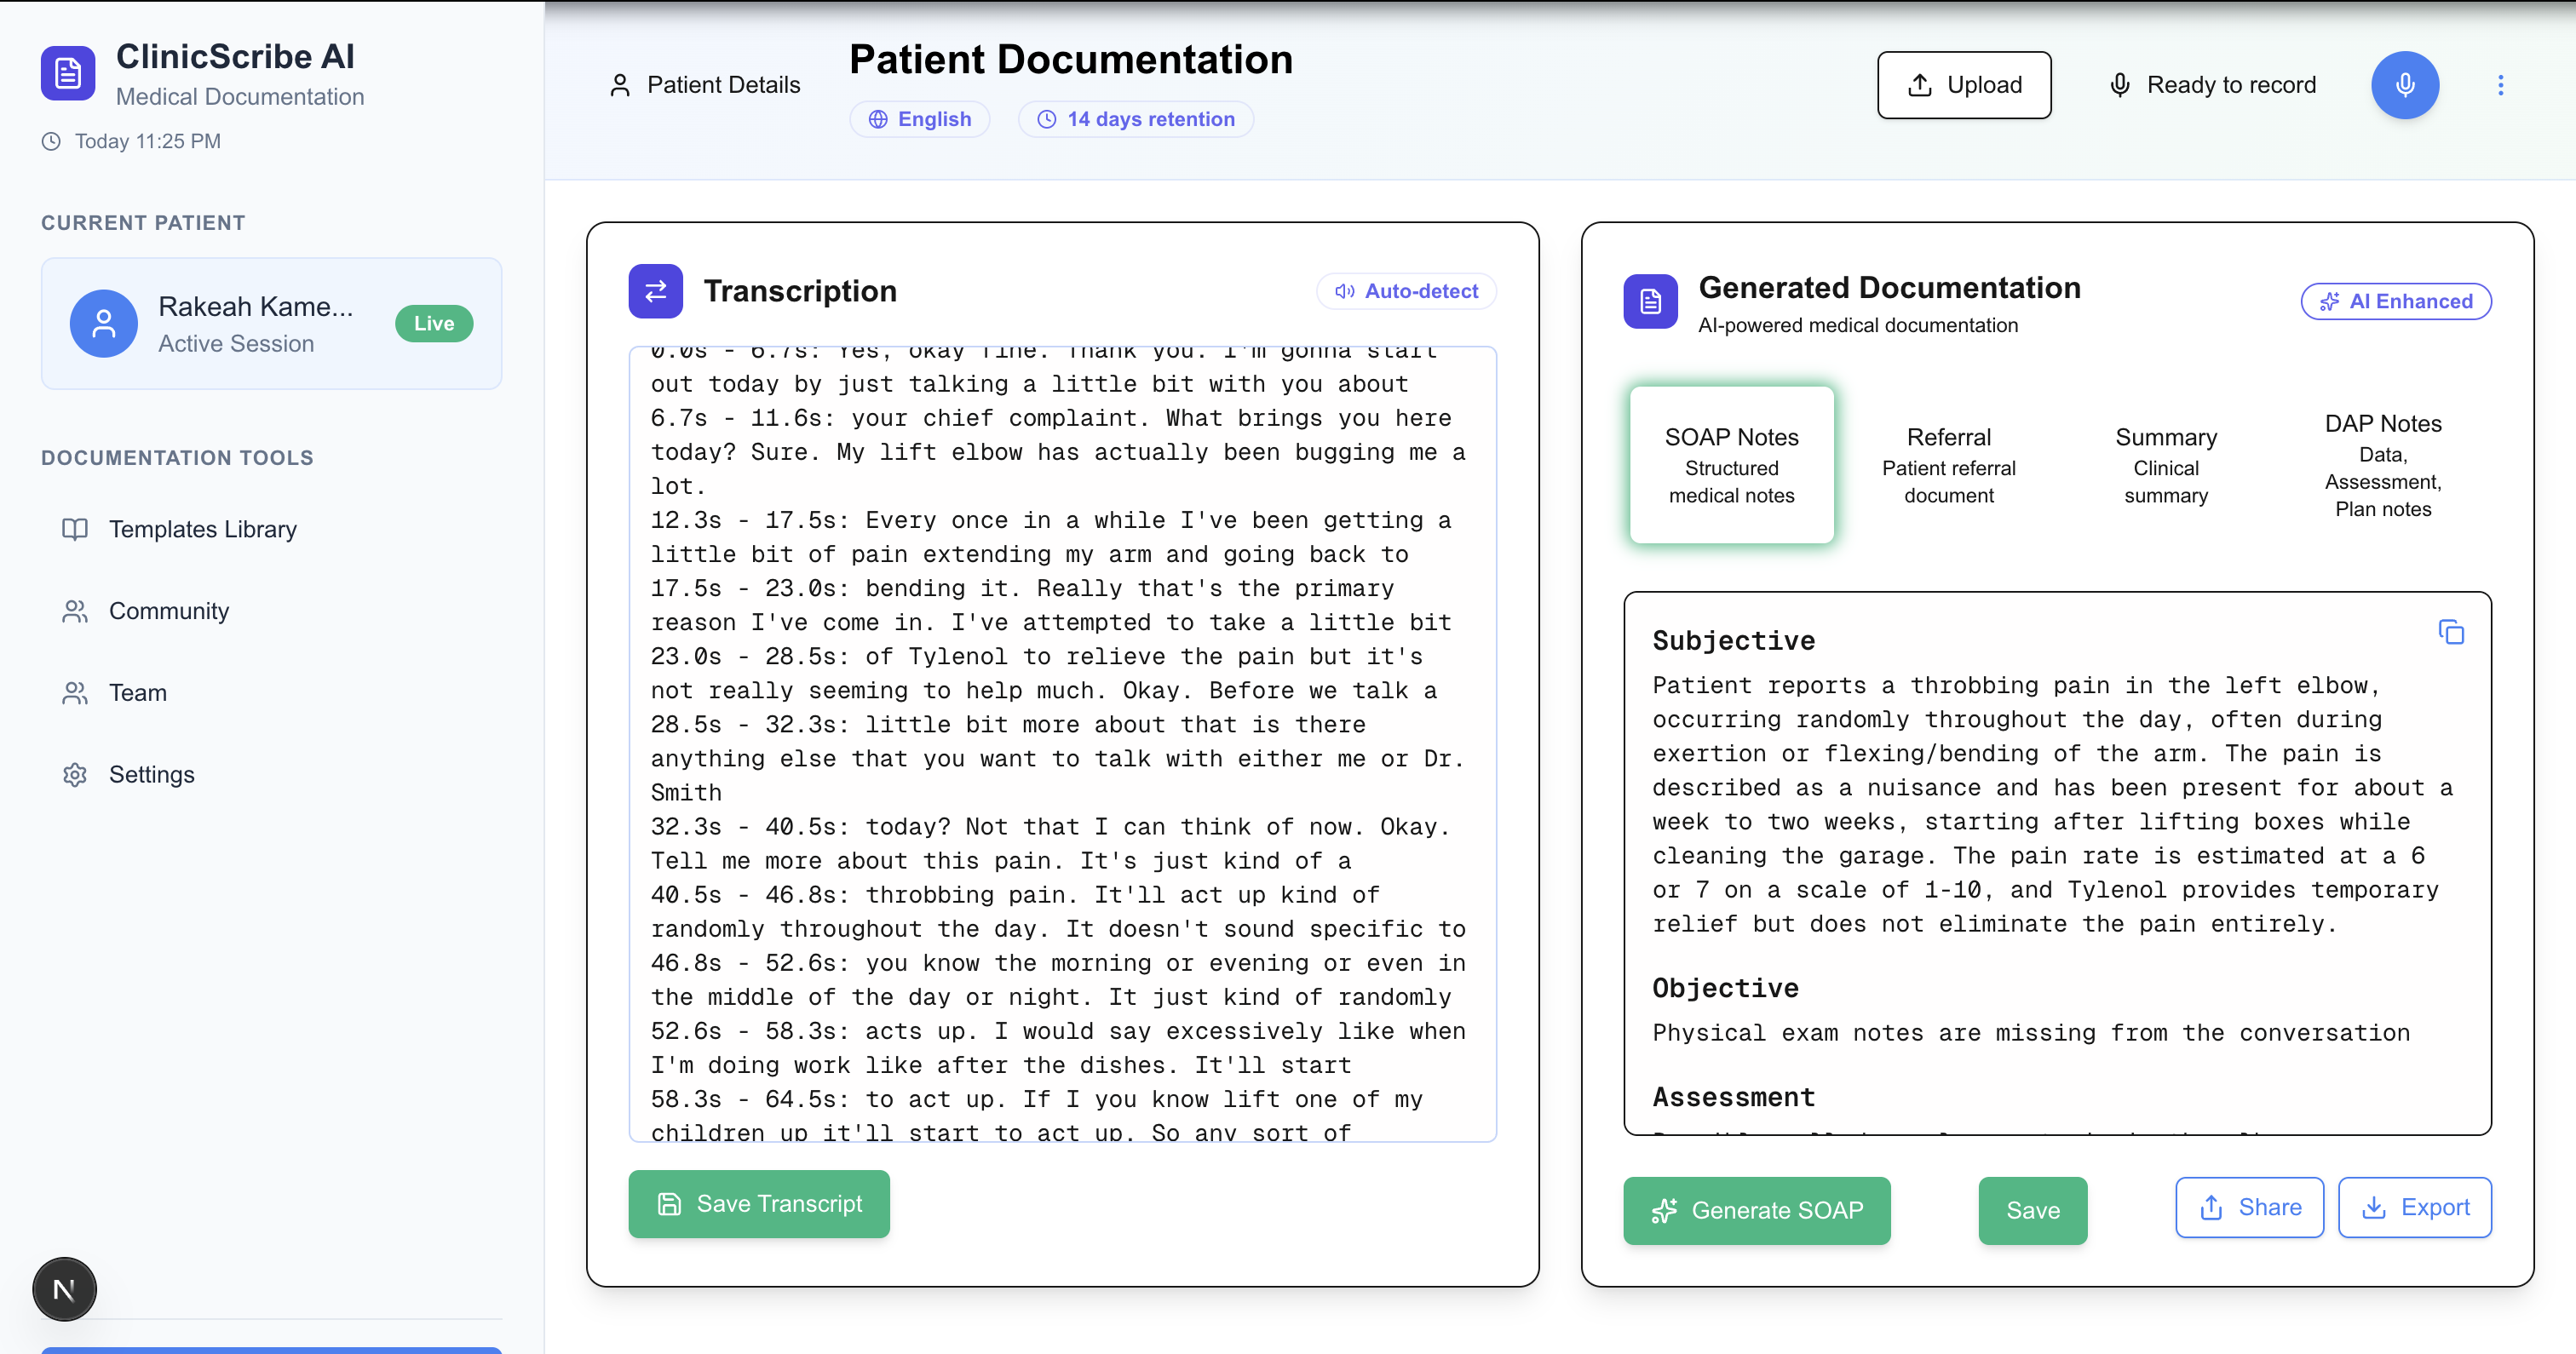 ClinicScribe AI
Medical Documentation
Today 11:25 PM
CURRENT PATIENT
Rakeah Kame...
Active Session
Live
DOCUMENTATION TOOLS
Templates Library
Community
Team
Settings
N
Patient Details
Patient Documentation
English
14 days retention
Upload
Ready to record
Transcription
Auto-detect
0.0s - 6.7s: Yes, okay fine. Thank you. I'm gonna start
out today by just talking a little bit with you about
6.7s - 11.6s: your chief complaint. What brings you here
today? Sure. My lift elbow has actually been bugging me a
lot.
12.3s - 17.5s: Every once in a while I've been getting a
little bit of pain extending my arm and going back to
17.5s - 23.0s: bending it. Really that's the primary
reason I've come in. I've attempted to take a little bit
23.0s - 28.5s: of Tylenol to relieve the pain but it's
not really seeming to help much. Okay. Before we talk a
28.5s - 32.3s: little bit more about that is there
anything else that you want to talk with either me or Dr.
Smith
32.3s - 40.5s: today? Not that I can think of now. Okay.
Tell me more about this pain. It's just kind of a
40.5s - 46.8s: throbbing pain. It'll act up kind of
randomly throughout the day. It doesn't sound specific to
46.8s - 52.6s: you know the morning or evening or even in
the middle of the day or night. It just kind of randomly
52.6s - 58.3s: acts up. I would say excessively like when
I'm doing work like after the dishes. It'll start
58.3s - 64.5s: to act up. If I you know lift one of my
children up it'll start to act up. So any sort of
Save Transcript
Generated Documentation
AI-powered medical documentation
AI Enhanced
SOAP Notes
Structured
medical notes
Referral
Patient referral
document
Summary
Clinical
summary
DAP Notes
Data,
Assessment,
Plan notes
Subjective
Patient reports a throbbing pain in the left elbow,
occurring randomly throughout the day, often during
exertion or flexing/bending of the arm. The pain is
described as a nuisance and has been present for about a
week to two weeks, starting after lifting boxes while
cleaning the garage. The pain rate is estimated at a 6
or 7 on a scale of 1-10, and Tylenol provides temporary
relief but does not eliminate the pain entirely.
Objective
Physical exam notes are missing from the conversation
Assessment
Generate SOAP
Save
Share
Export